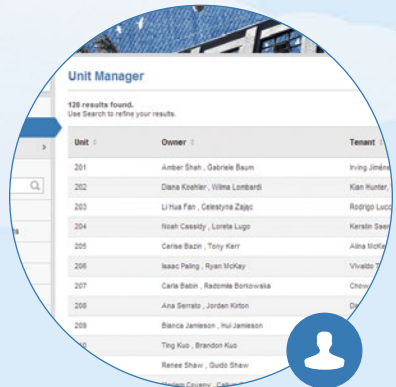 Unit Manager
120 results found.
Use Search to refine your results.
Unit Owner Tenant
201 Amber Shah , Gabriele Baum Irving Jiméne
202 Diana Koehler , Wilma Lombardi Kian Hunter,
203 Li Hua Fan , Celestyna Zając Rodrigo Lucc
204 Noah Cassidy , Loreta Lugo Kerstin Saer
205 Cerise Bazin , Tony Kerr Alina McKe
206 Isaac Paling , Ryan McKay Vivaldo T
207 Carla Babin , Radomiła Borkowska Chow
208 Ana Serrato , Jordan Kirton
209 Bianca Jamieson , Hui Jamieson
Ting Kuo , Brandon Kuo
Renee Shaw , Guido Shaw